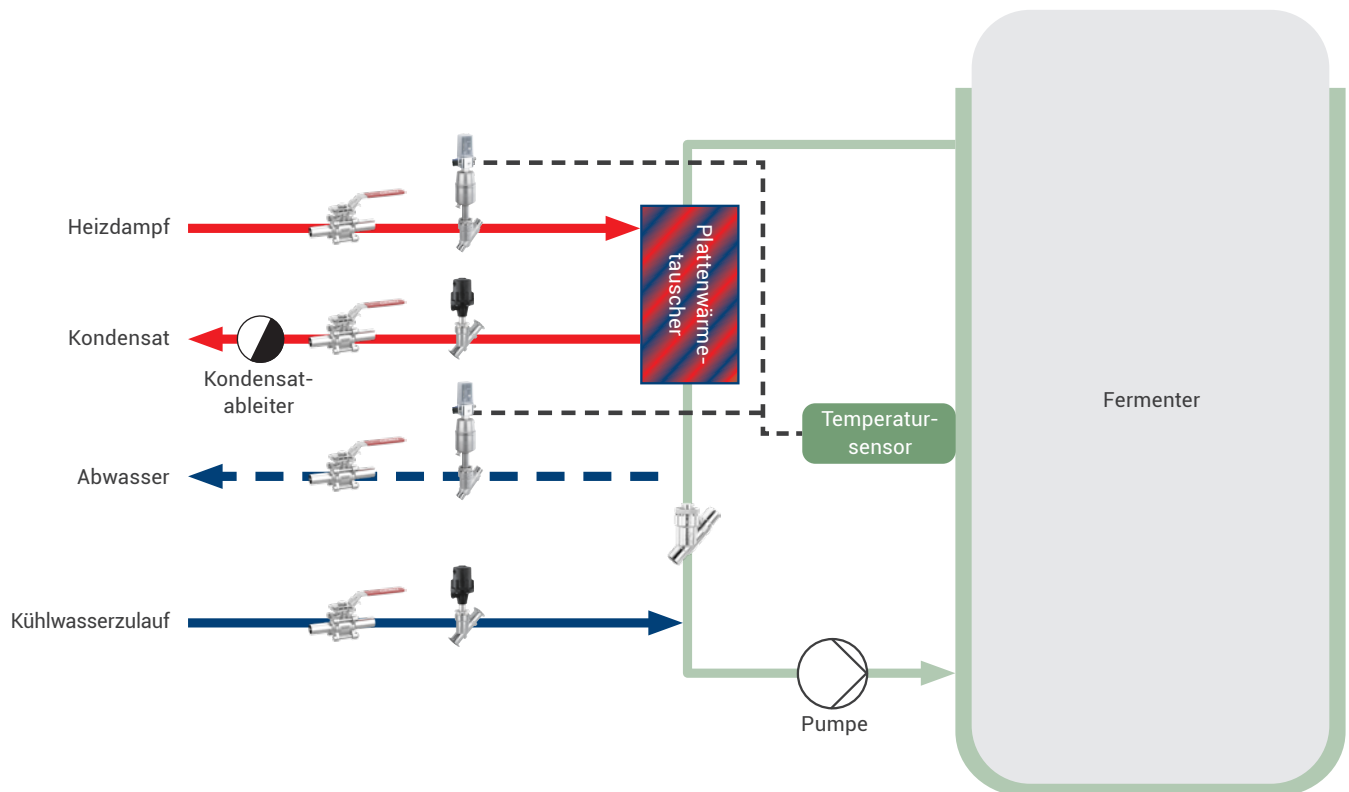 Heizdampf
Plattenwärme-
tauscher
Kondensat
Kondensat-
ableiter
Temperatur-
sensor
Fermenter
Abwasser
Kühlwasserzulauf
Pumpe